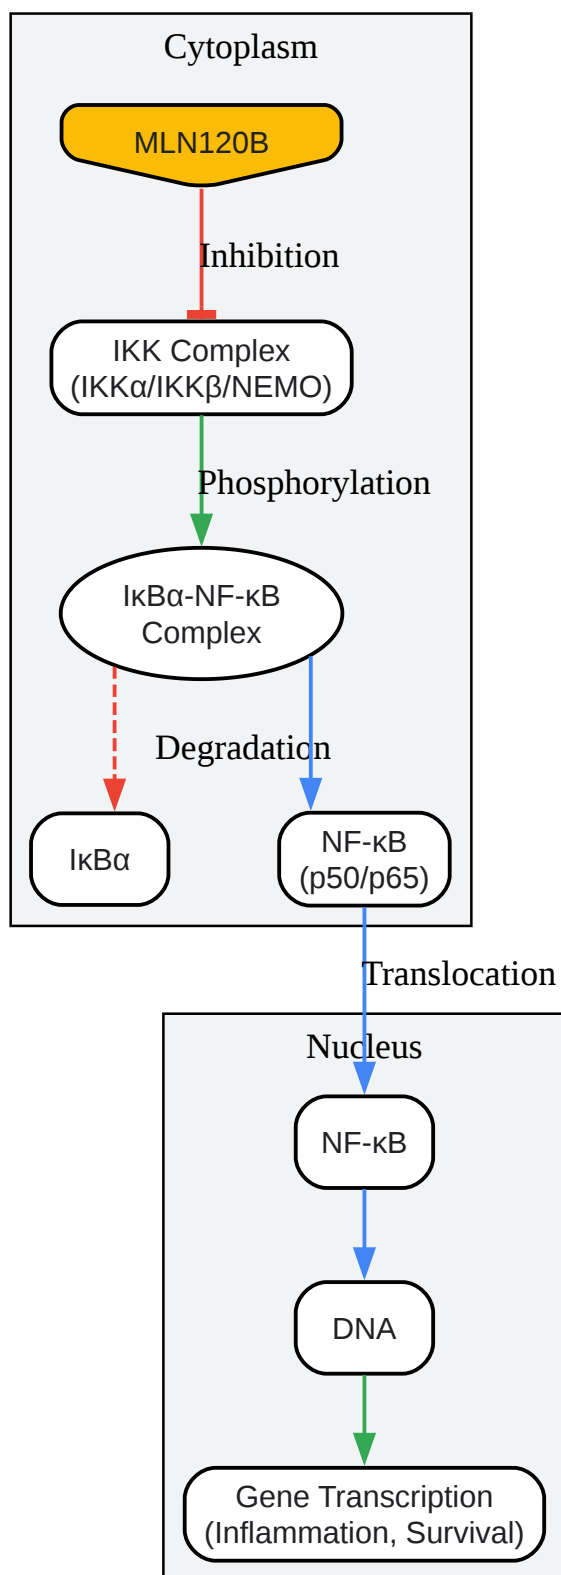 Cytoplasm
MLN120B
Inhibition
IKK Complex
(IKKα/IKKβ/NEMO)
Phosphorylation
IκBα-NF-κB
Complex
Degradation
IκBα
NF-κB
(p50/p65)
Translocation
Nucleus
NF-κB
DNA
Gene Transcription
(Inflammation, Survival)